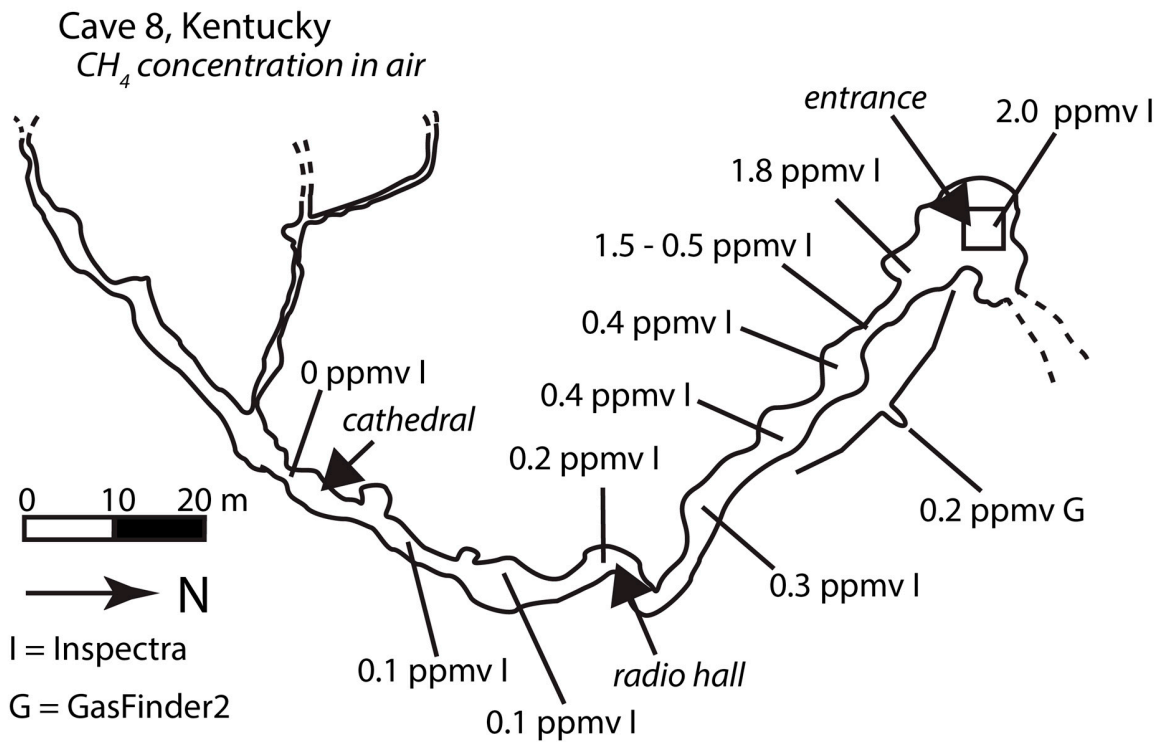 Cave 8, Kentucky
CH₄ concentration in air
entrance
2.0 ppmv I
1.8 ppmv I
1.5 - 0.5 ppmv I
0.4 ppmv I
0 ppmv I
0.4 ppmv I
cathedral
0.2 ppmv I
0 10 20 m
0.2 ppmv G
0.3 ppmv I
N
I = Inspectra
0.1 ppmv I
radio hall
G = GasFinder2
0.1 ppmv I